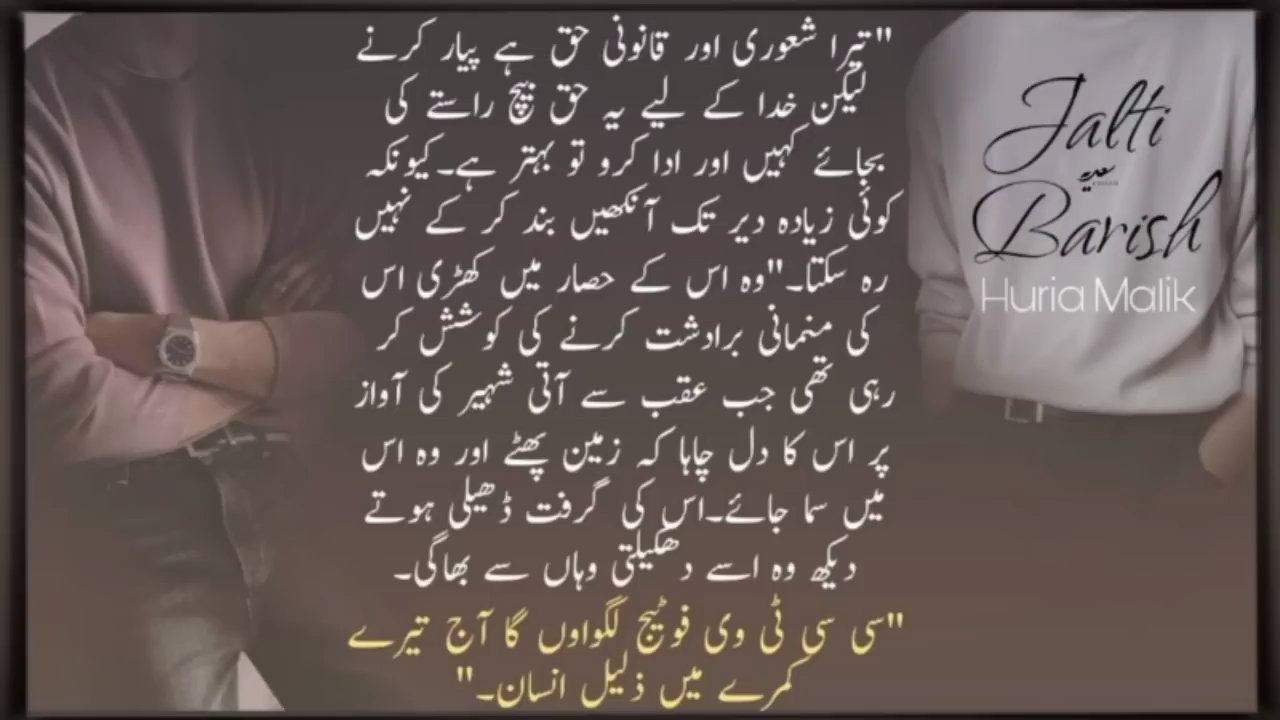 "تیرا شعوری اور قانونی حق ہے پیار کرنے
لیکن خدا کے لیے یہ حق بیچ راستے کی
بجائے کہیں اور ادا کرو تو بہتر ہے۔کیونکہ
کوئی زیادہ دیر تک آنکھیں بند کر کے نہیں
رہ سکتا۔"وہ اس کے حصار میں کھڑی اس
کی منمانی برادشت کرنے کی کوشش کر
رہی تھی جب عقب سے آتی شہیر کی آواز
پر اس کا دل چاہا کہ زمین پھٹے اور وہ اس
میں سما جائے۔اس کی گرفت ڈھیلی ہوتے
دیکھ وہ اسے دھکیلتی وہاں سے بھاگی۔
"سی سی ٹی وی فوٹیج لگواوں گا آج تیرے
کمرے میں ذلیل انسان۔"
Jalti
Barish
Huria Malik